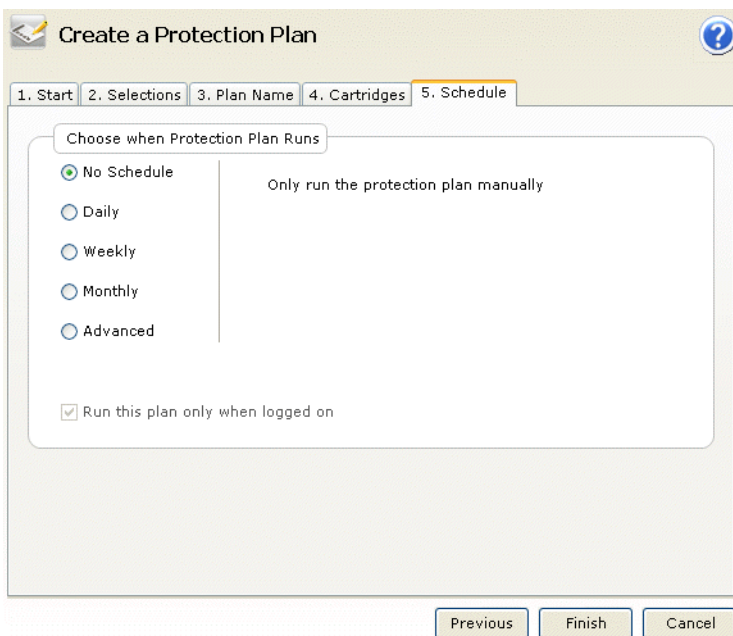 Create a Protection Plan
?
1. Start 2. Selections 3. Plan Name 4. Cartridges 5. Schedule
Choose when Protection Plan Runs
No Schedule
Only run the protection plan manually
Daily
Weekly
Monthly
Advanced
Run this plan only when logged on
Previous Finish Cancel